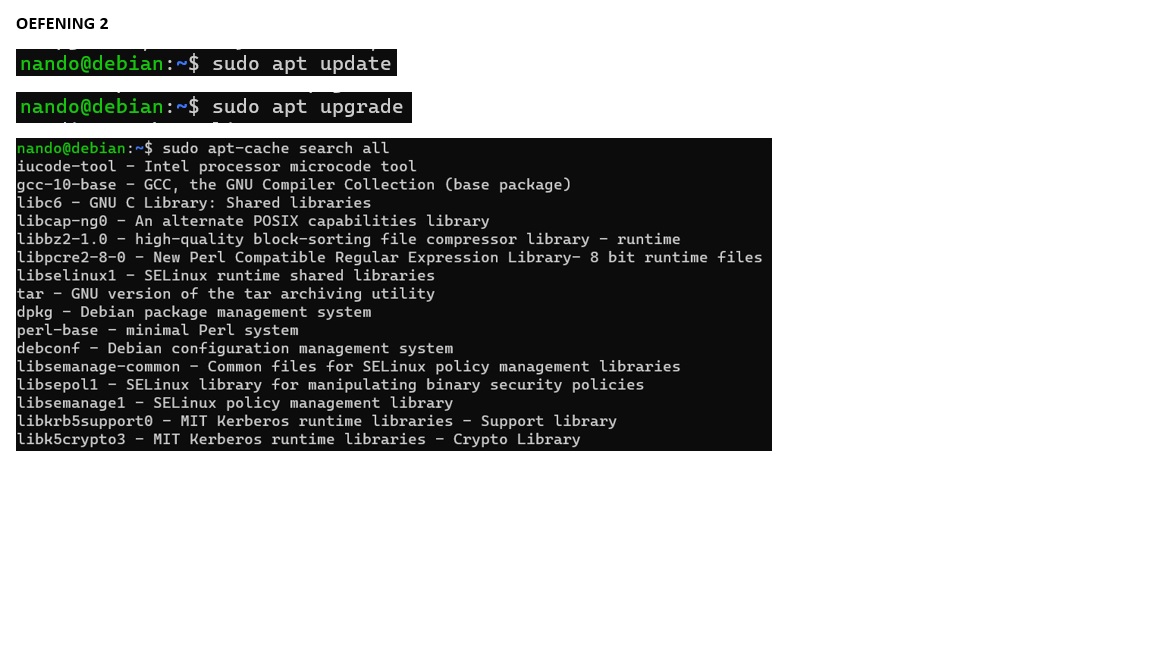 OEFENING 2
nando@debian:~$ sudo apt update
nando@debian:~$ sudo apt upgrade
nando@debian:~$ sudo apt-cache search all
iucode-tool - Intel processor microcode tool
gcc-10-base - GCC, the GNU Compiler Collection (base package)
libc6 - GNU C Library: Shared libraries
libcap-ng0 - An alternate POSIX capabilities library
libbz2-1.0 - high-quality block-sorting file compressor library - runtime
libpcre2-8-0 - New Perl Compatible Regular Expression Library- 8 bit runtime files
libselinux1 - SELinux runtime shared libraries
tar - GNU version of the tar archiving utility
dpkg - Debian package management system
perl-base - minimal Perl system
debconf - Debian configuration management system
libsemanage-common - Common files for SELinux policy management libraries
libsepol1 - SELinux library for manipulating binary security policies
libsemanage1 - SELinux policy management library
libkrb5support0 - MIT Kerberos runtime libraries - Support library
libk5crypto3 - MIT Kerberos runtime libraries - Crypto Library